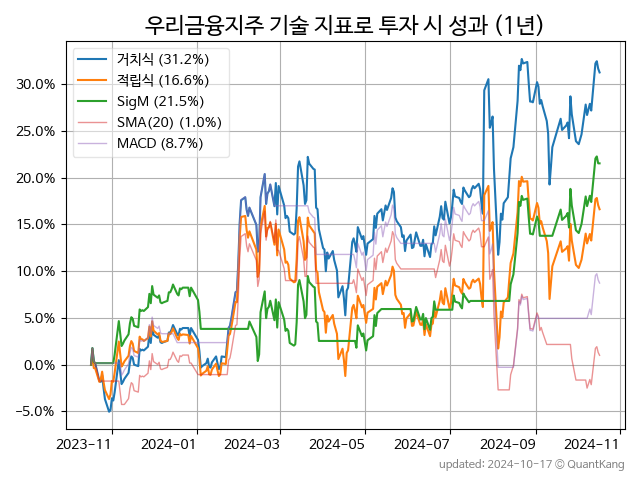 우리금융지주 기술 지표로 투자 시 성과 (1년)
거치식 (31.2%)
적립식 (16.6%)
SigM (21.5%)
SMA(20) (1.0%)
MACD (8.7%)
30.0%
25.0%
20.0%
15.0%
10.0%
5.0%
0.0%
−5.0%
2023-11 2024-01 2024-03 2024-05 2024-07 2024-09 2024-11
updated: 2024-10-17 © QuantKang